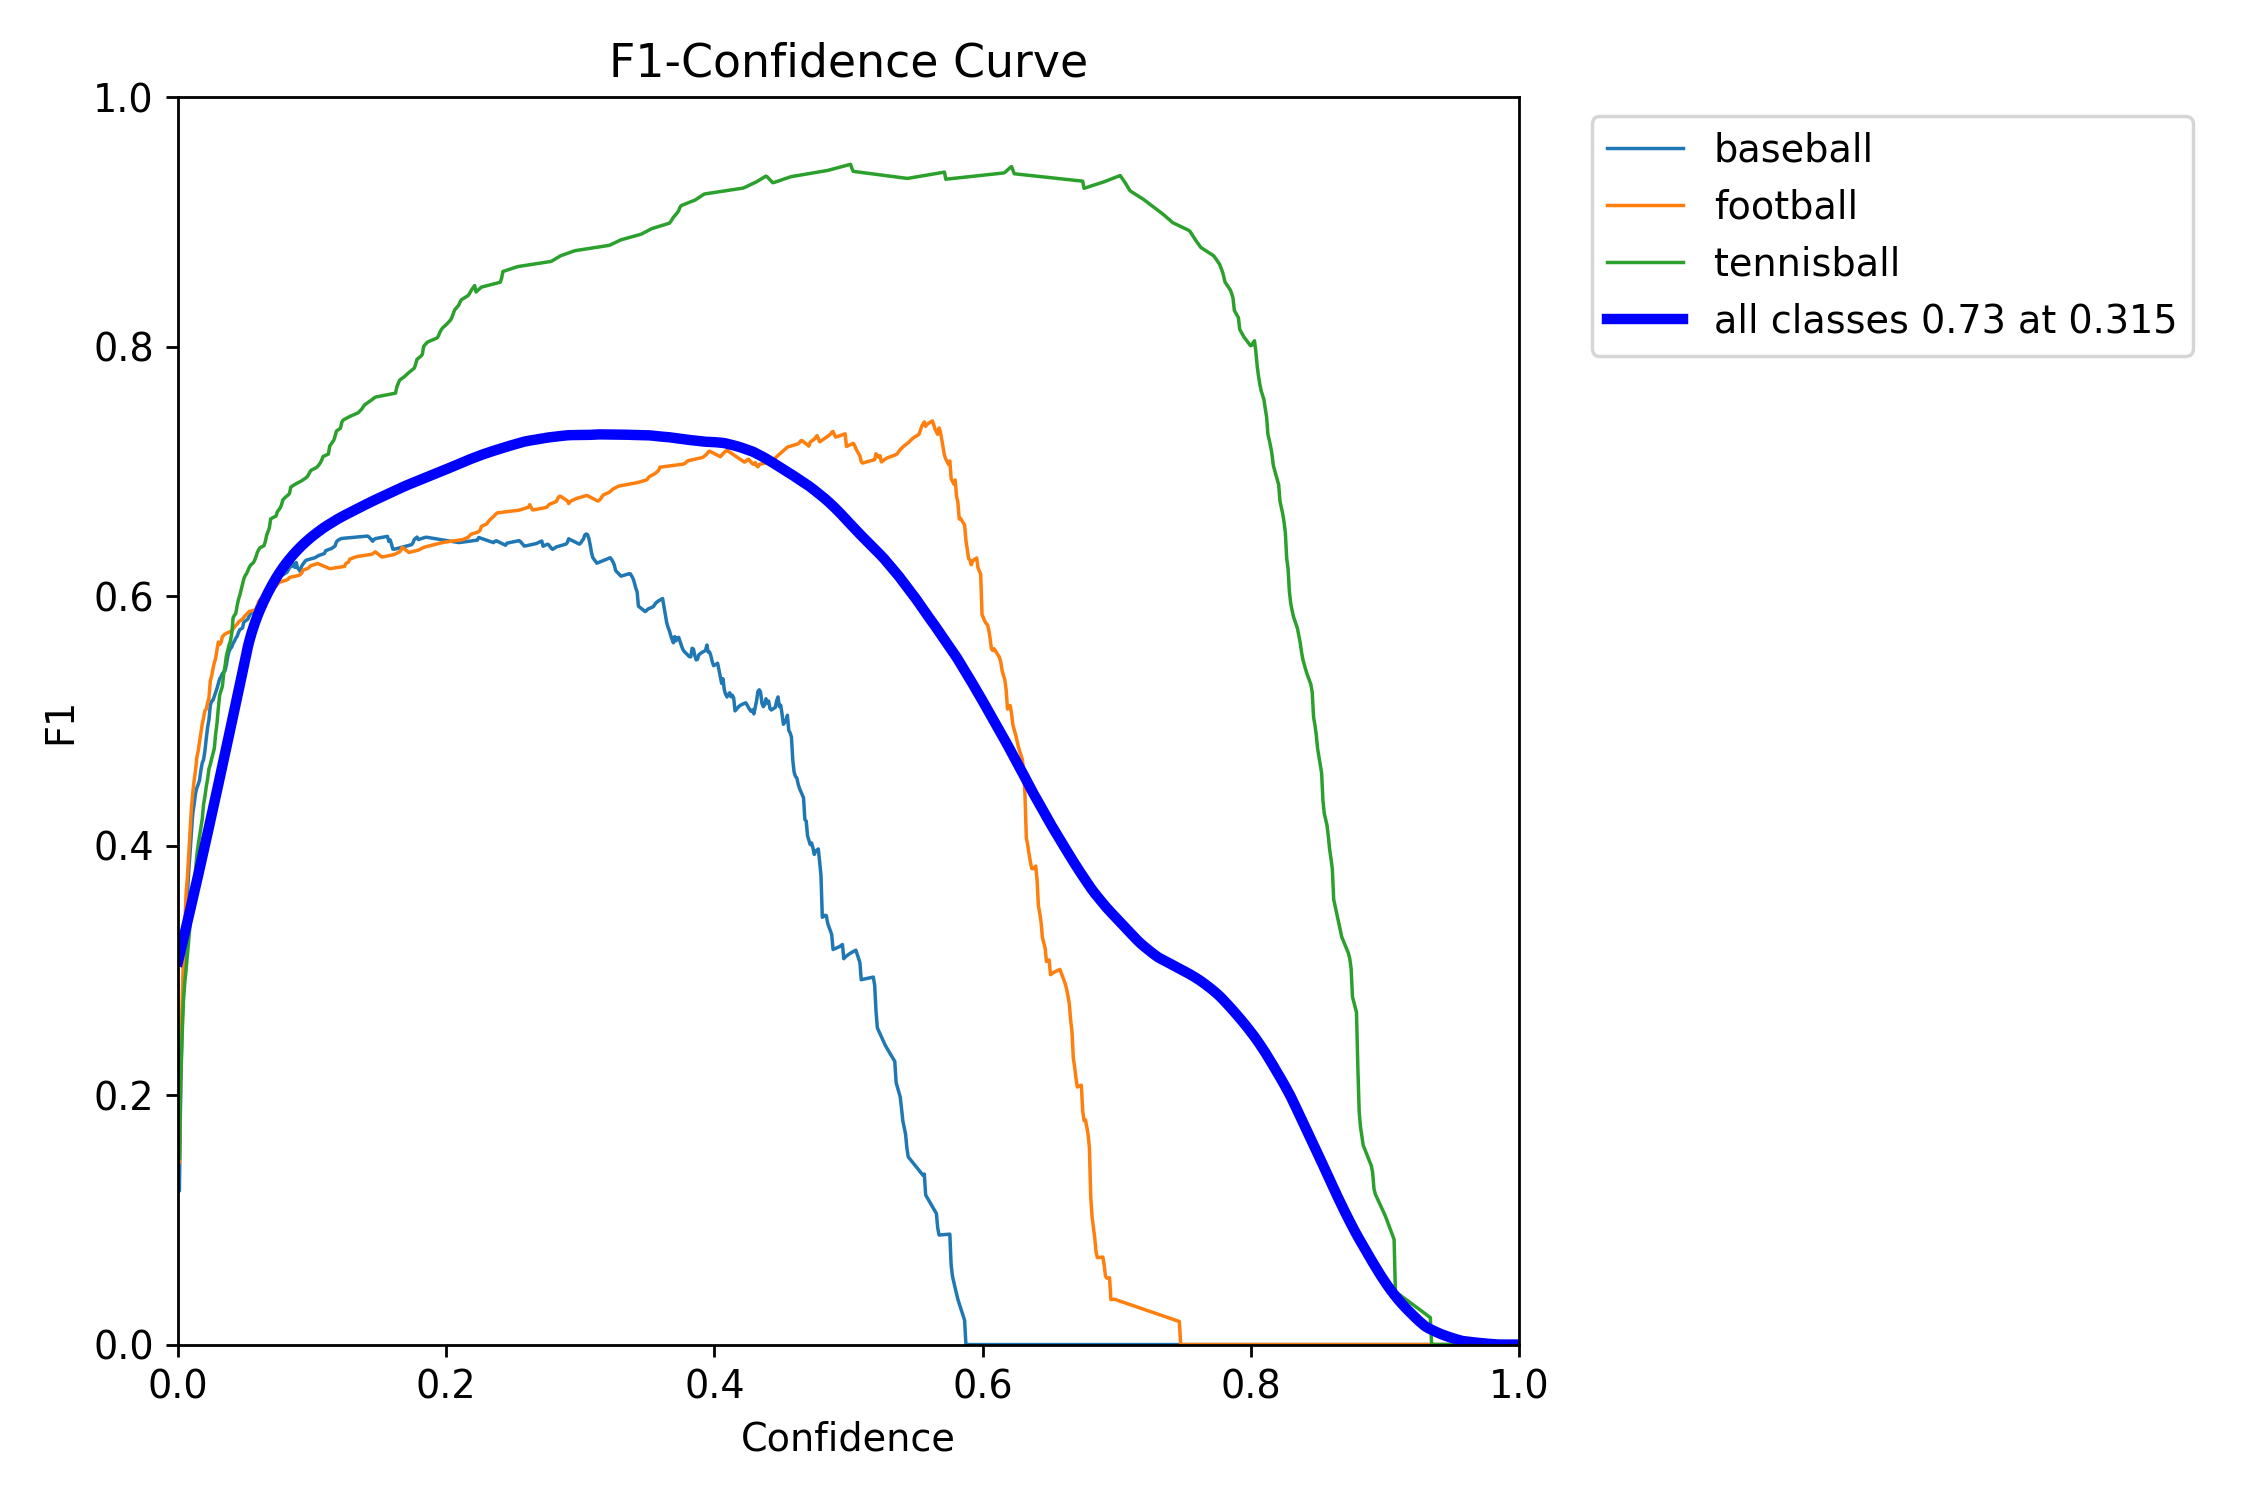 F1-Confidence Curve
1.0
0.8
0.6
0.4
0.2
0.0
F1
0.0 0.2 0.4 0.6 0.8 1.0
Confidence
baseball
football
tennisball
all classes 0.73 at 0.315